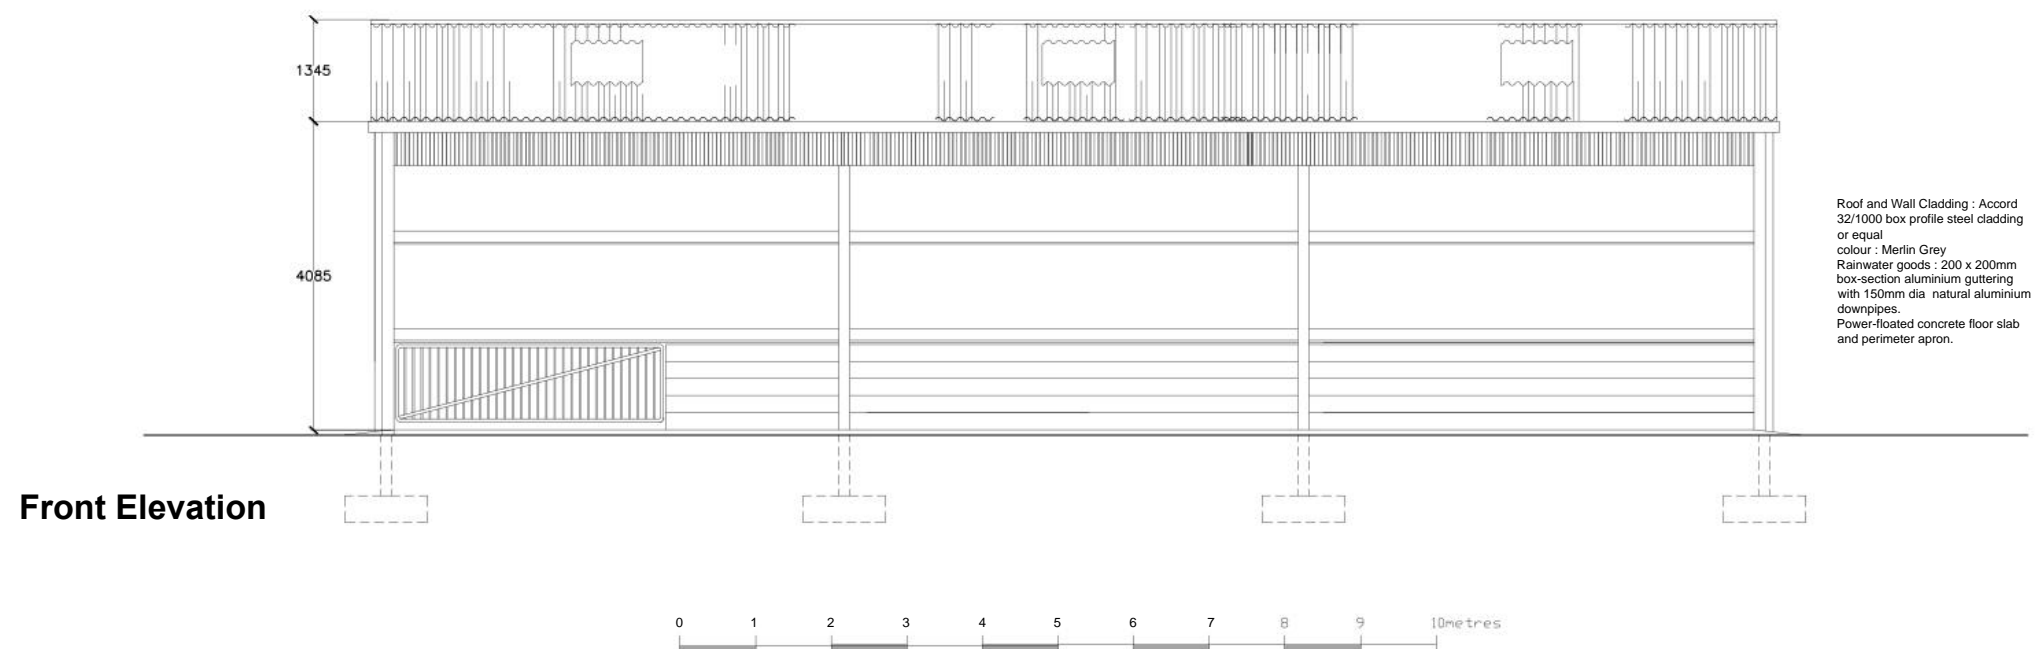 1345
4085
Roof and Wall Cladding : Accord
32/1000 box profile steel cladding
or equal
colour : Merlin Grey
Rainwater goods : 200 x 200mm
box-section aluminium guttering
with 150mm dia natural aluminium
downpipes.
Power-floated concrete floor slab
and perimeter apron.
Front Elevation
0 1 2 3 4 5 6 7 8 9 10metres